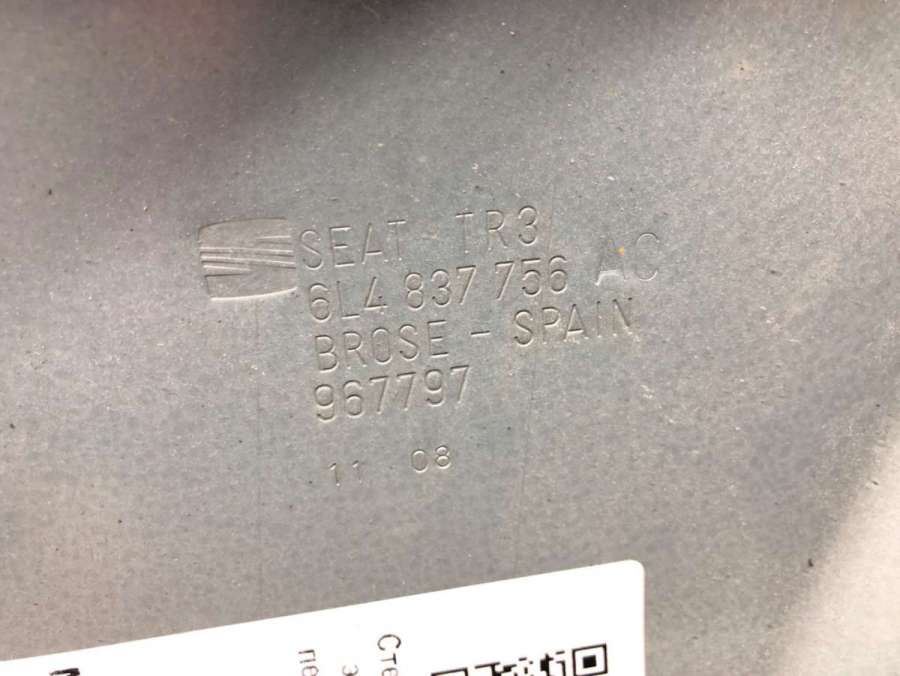 SEAT TR3
6L4 837 756 AC
BROSE - SPAIN
967797
11 08